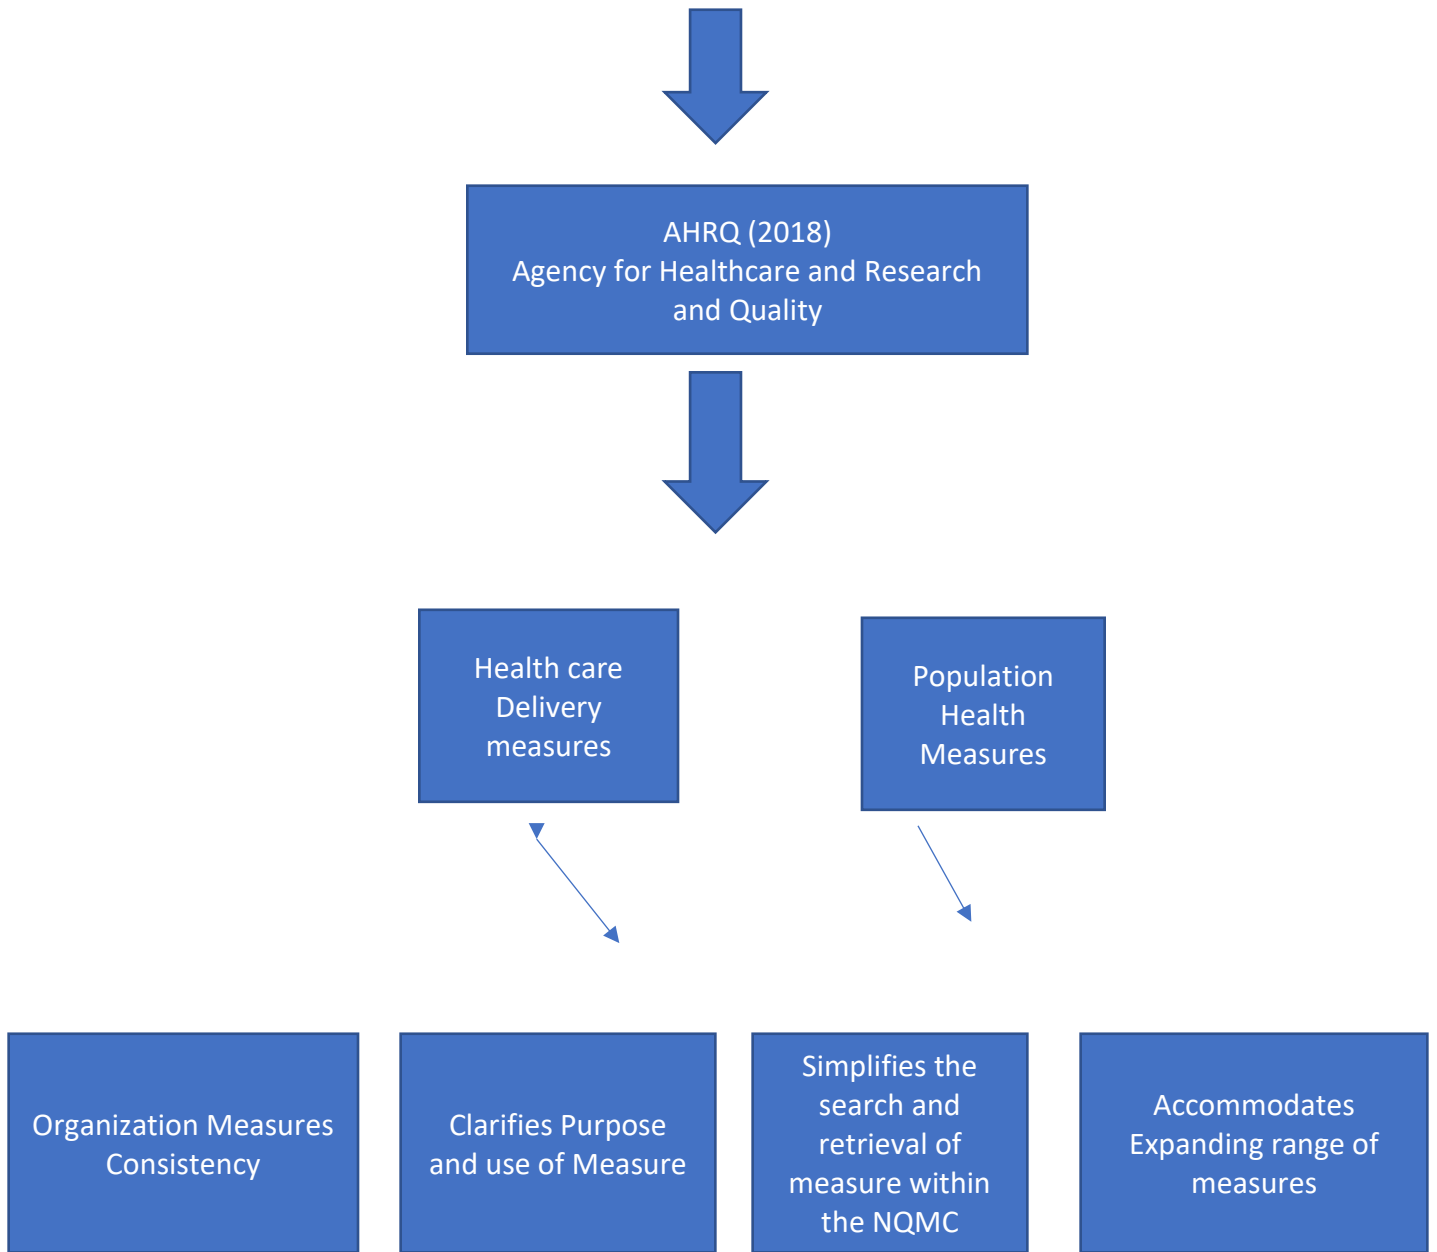 AHRQ (2018)
Agency for Healthcare and Research
and Quality
Health care
Delivery
measures
Population
Health
Measures
Organization Measures
Consistency
Clarifies Purpose
and use of Measure
Simplifies the
search and
retrieval of
measure within
the NQMC
Accommodates
Expanding range of
measures